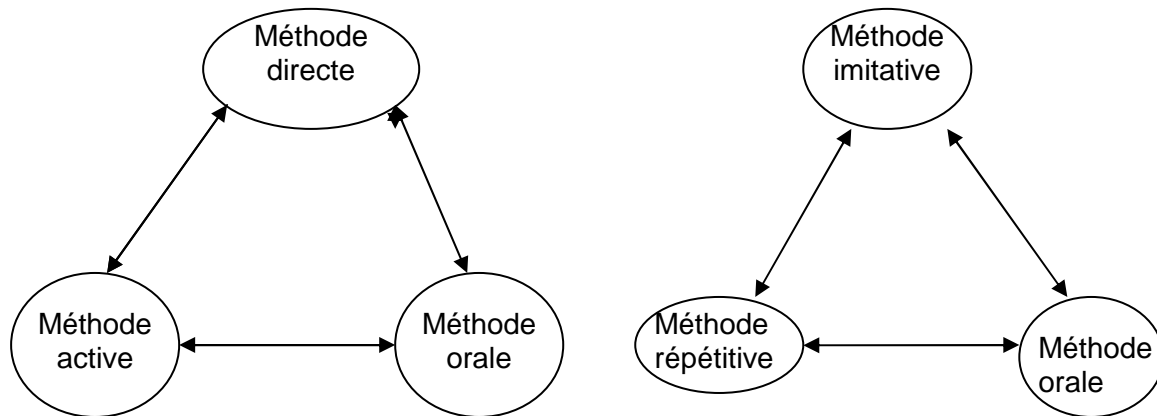 Méthode
directe
Méthode
imitative
Méthode
active
Méthode
orale
Méthode
répétitive
Méthode
orale